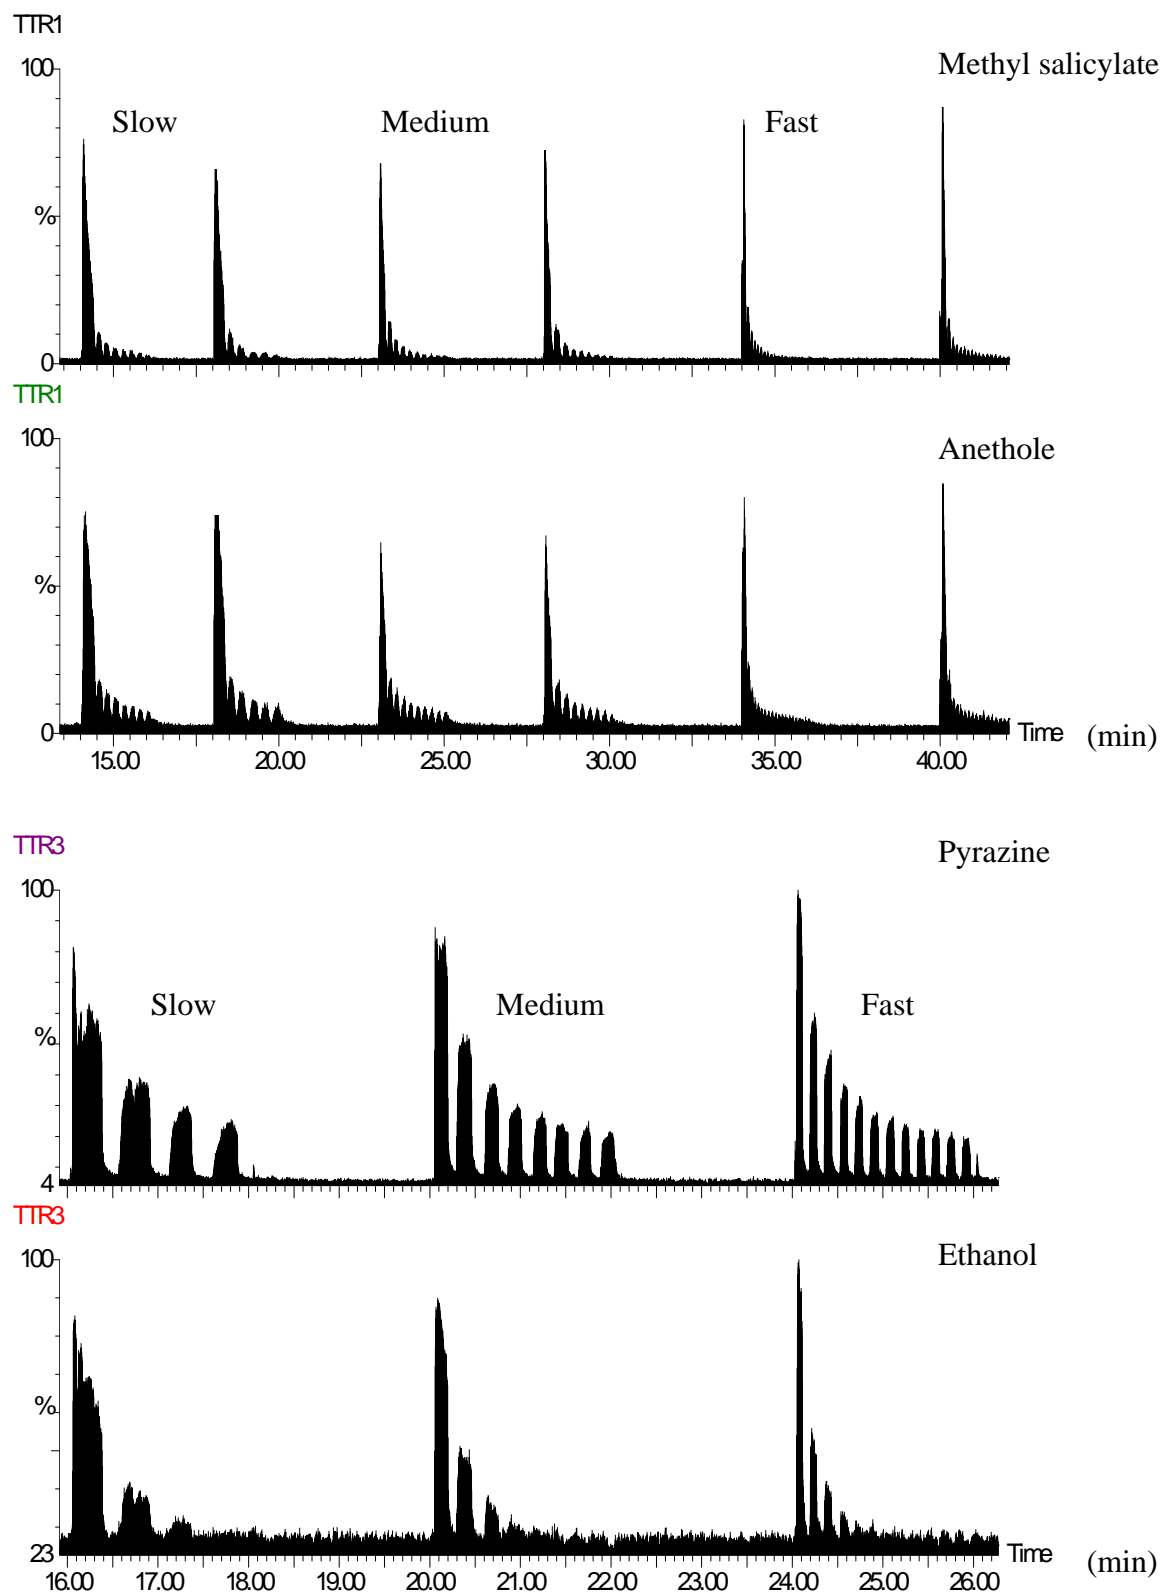 TTR1
100
Methyl salicylate
Slow Medium Fast
%
0
TTR1
100
Anethole
%
0
Time (min)
15.00 20.00 25.00 30.00 35.00 40.00
TTR3
Pyrazine
100
Slow Medium Fast
%
4
TTR3
Ethanol
100
%
23
Time (min)
16.00 17.00 18.00 19.00 20.00 21.00 22.00 23.00 24.00 25.00 26.00